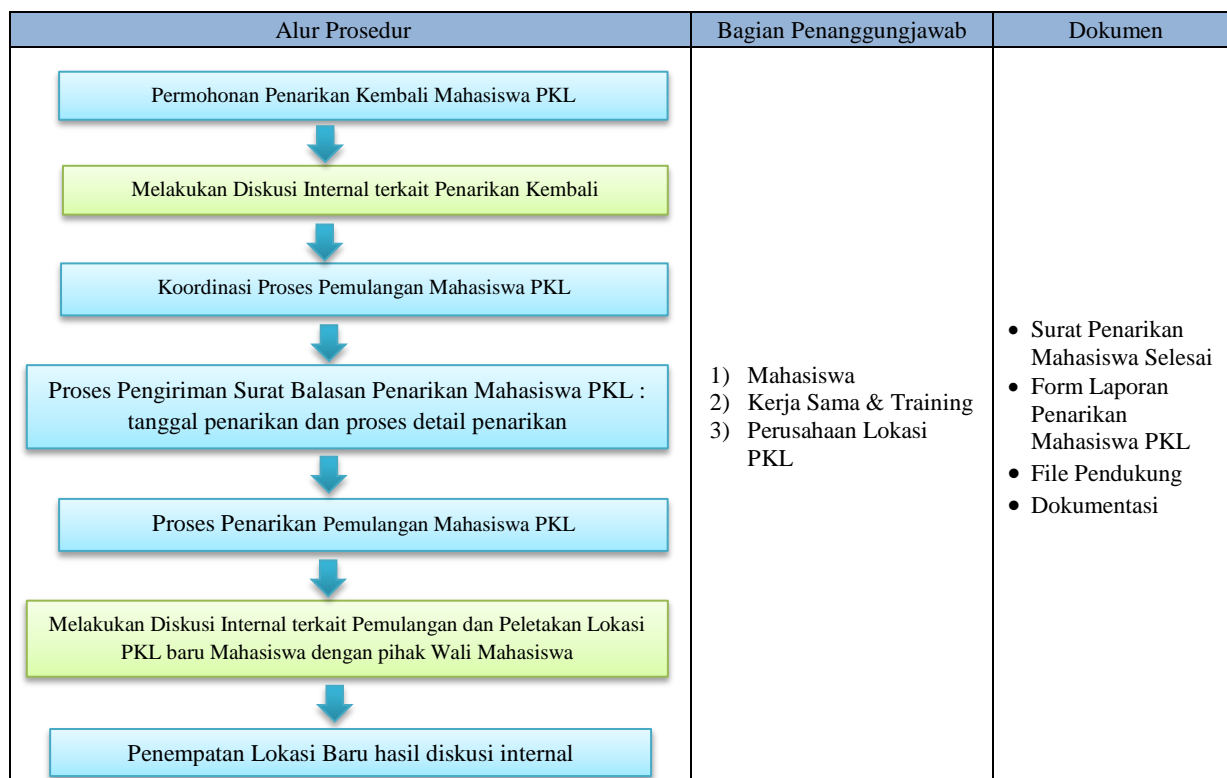 Alur Prosedur
Bagian Penanggungjawab
Dokumen
Permohonan Penarikan Kembali Mahasiswa PKL
Melakukan Diskusi Internal terkait Penarikan Kembali
Koordinasi Proses Pemulangan Mahasiswa PKL
Proses Pengiriman Surat Balasan Penarikan Mahasiswa PKL :
tanggal penarikan dan proses detail penarikan
Proses Penarikan Pemulangan Mahasiswa PKL
Melakukan Diskusi Internal terkait Pemulangan dan Peletakan Lokasi
PKL baru Mahasiswa dengan pihak Wali Mahasiswa
Penempatan Lokasi Baru hasil diskusi internal
1) Mahasiswa
2) Kerja Sama & Training
3) Perusahaan Lokasi
PKL
• Surat Penarikan
Mahasiswa Selesai
• Form Laporan
Penarikan
Mahasiswa PKL
• File Pendukung
• Dokumentasi